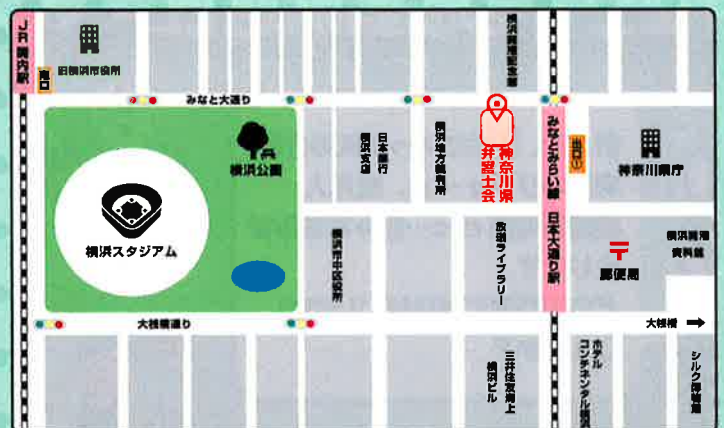 JR関内駅
南口
旧横浜市役所
みなと大通り
横浜公園
横浜スタジアム
日本銀行
横浜支店
横浜地方裁判所
神奈川県
弁護士会
横浜開港記念館
みなとみらい線 日本大通り駅
出口①
神奈川県庁
横浜市中区役所
放送ライブラリー
郵便局
横浜開港
資料館
大桟橋通り
大桟橋
三井住友海上
横浜ビル
ホテル
コンチネンタル横浜
シルク博物館